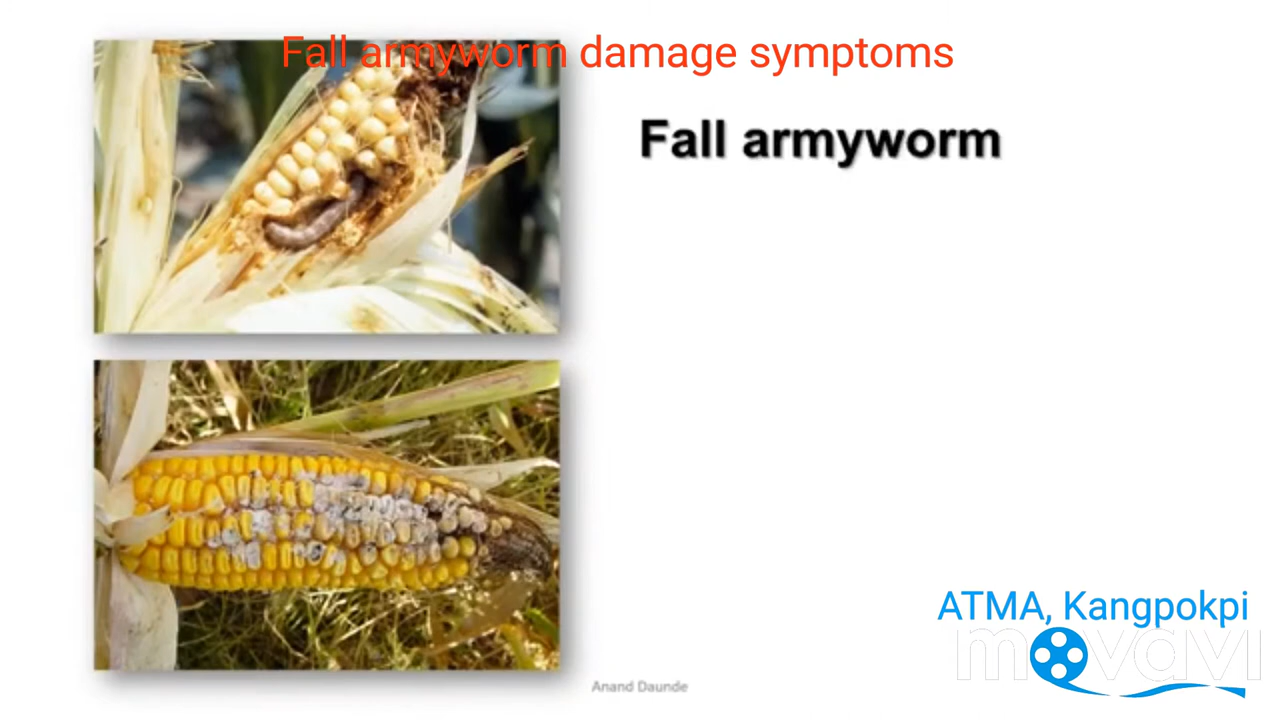 Fall armyworm damage symptoms
Fall armyworm
ATMA, Kangpokpi
movavi
Anand Daunde